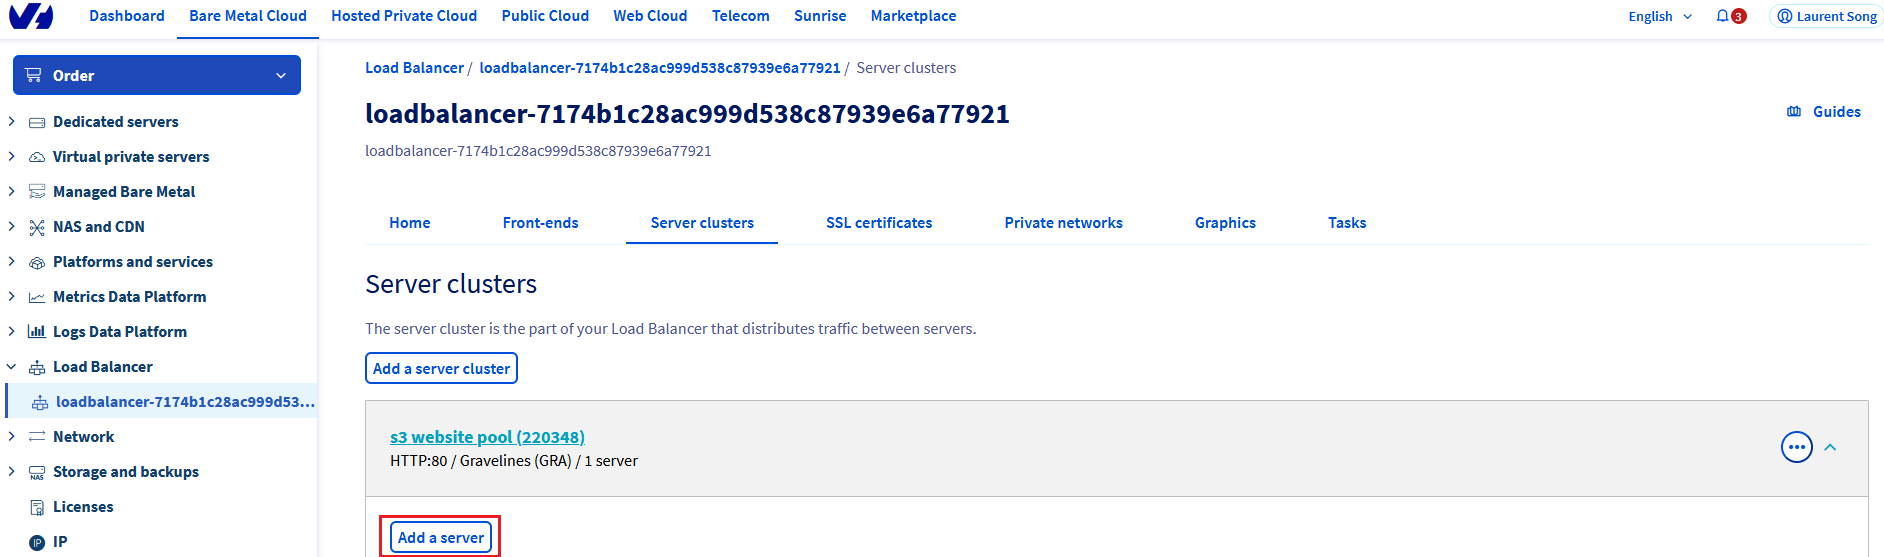 Dashboard Bare Metal Cloud Hosted Private Cloud Public Cloud Web Cloud Telecom Sunrise Marketplace English 3 Laurent Song
Order
Dedicated servers
Virtual private servers
Managed Bare Metal
NAS and CDN
Platforms and services
Metrics Data Platform
Logs Data Platform
Load Balancer
loadbalancer-7174b1c28ac999d53...
Network
NAS Storage and backups
Licenses
IP IP
Load Balancer / loadbalancer-7174b1c28ac999d538c87939e6a77921 / Server clusters
loadbalancer-7174b1c28ac999d538c87939e6a77921
Guides
loadbalancer-7174b1c28ac999d538c87939e6a77921
Home Front-ends Server clusters SSL certificates Private networks Graphics Tasks
Server clusters
The server cluster is the part of your Load Balancer that distributes traffic between servers.
Add a server cluster
s3 website pool (220348)
HTTP:80 / Gravelines (GRA) / 1 server
Add a server